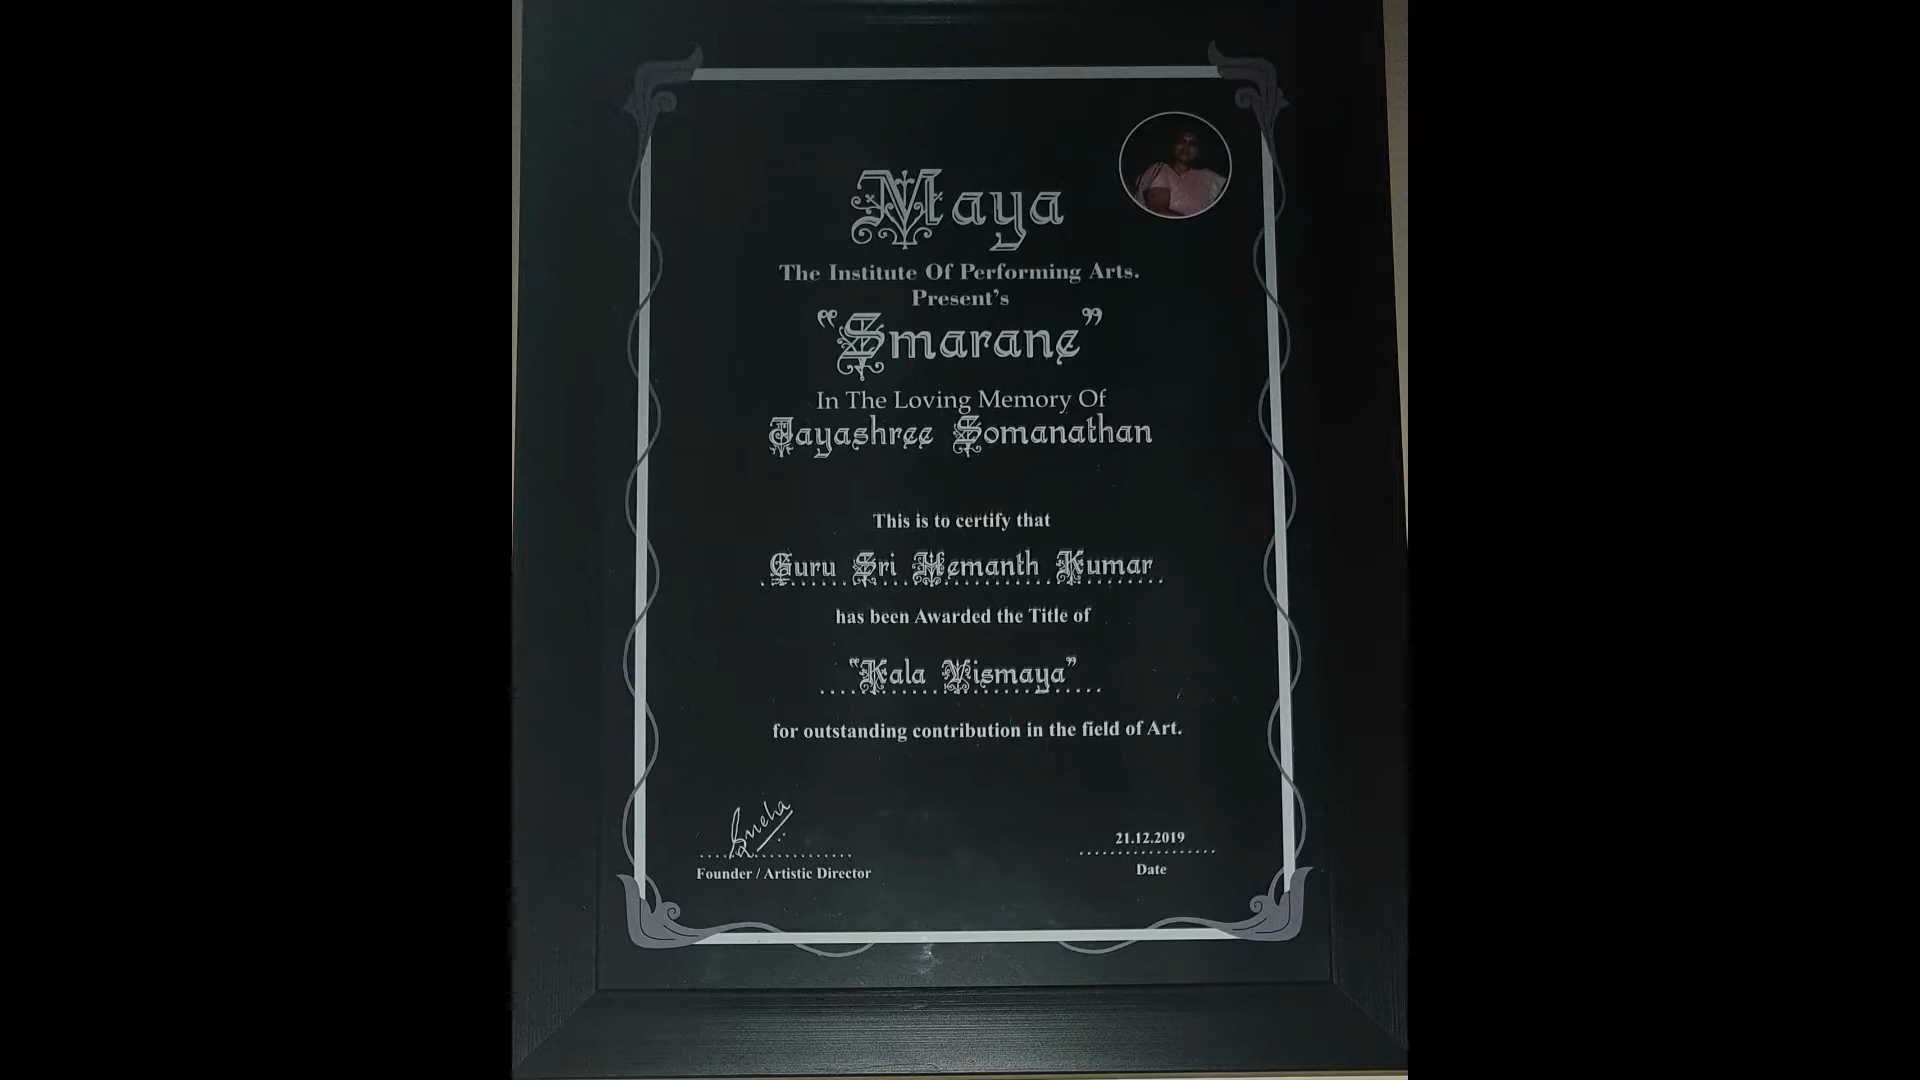 Maya
The Institute Of Performing Arts.
Present's
"Smarane"
In The Loving Memory Of
Jayashree Somanathan
This is to certify that
Guru Sri Hemanth Kumar
has been Awarded the Title of
"Kala Vismaya"
for outstanding contribution in the field of Art.
Sneha
21.12.2019
Founder / Artistic Director
Date